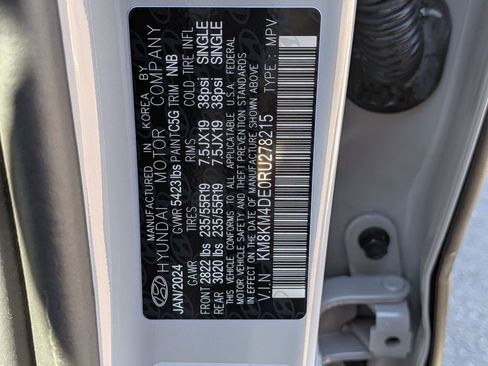 MANUFACTURED IN KOREA BY
HYUNDAI MOTOR COMPANY
JAN/2024 GVWR 5423 lbs PAINT C5G TRIM NNB
GAWR TIRES RIMS COLD TIRE INFL
FRONT 2822 lbs 235/55R19 7.5JX19 38psi SINGLE
REAR 3020 lbs 235/55R19 7.5JX19 38psi SINGLE
THIS VEHICLE CONFORMS TO ALL APPLICABLE U.S.A. FEDERAL
MOTOR VEHICLE SAFETY AND THEFT PREVENTION STANDARDS
IN EFFECT ON THE DATE OF MANUFACTURE SHOWN ABOVE
V.I.N KM8KM4DE0RU278215 TYPE : MPV